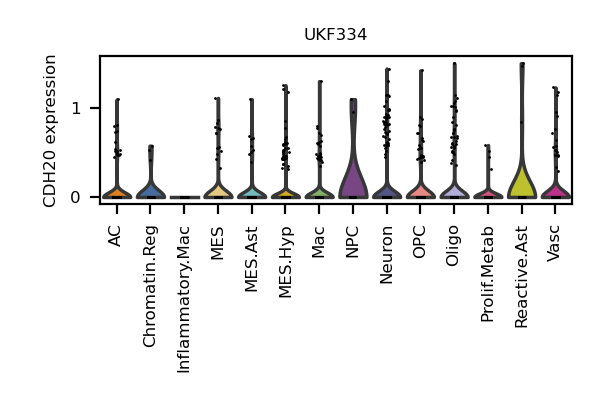 UKF334
CDH20 expression
1
0
AC
Chromatin.Reg
Inflammatory.Mac
MES
MES.Ast
MES.Hyp
Mac
NPC
Neuron
OPC
Oligo
Prolif.Metab
Reactive.Ast
Vasc